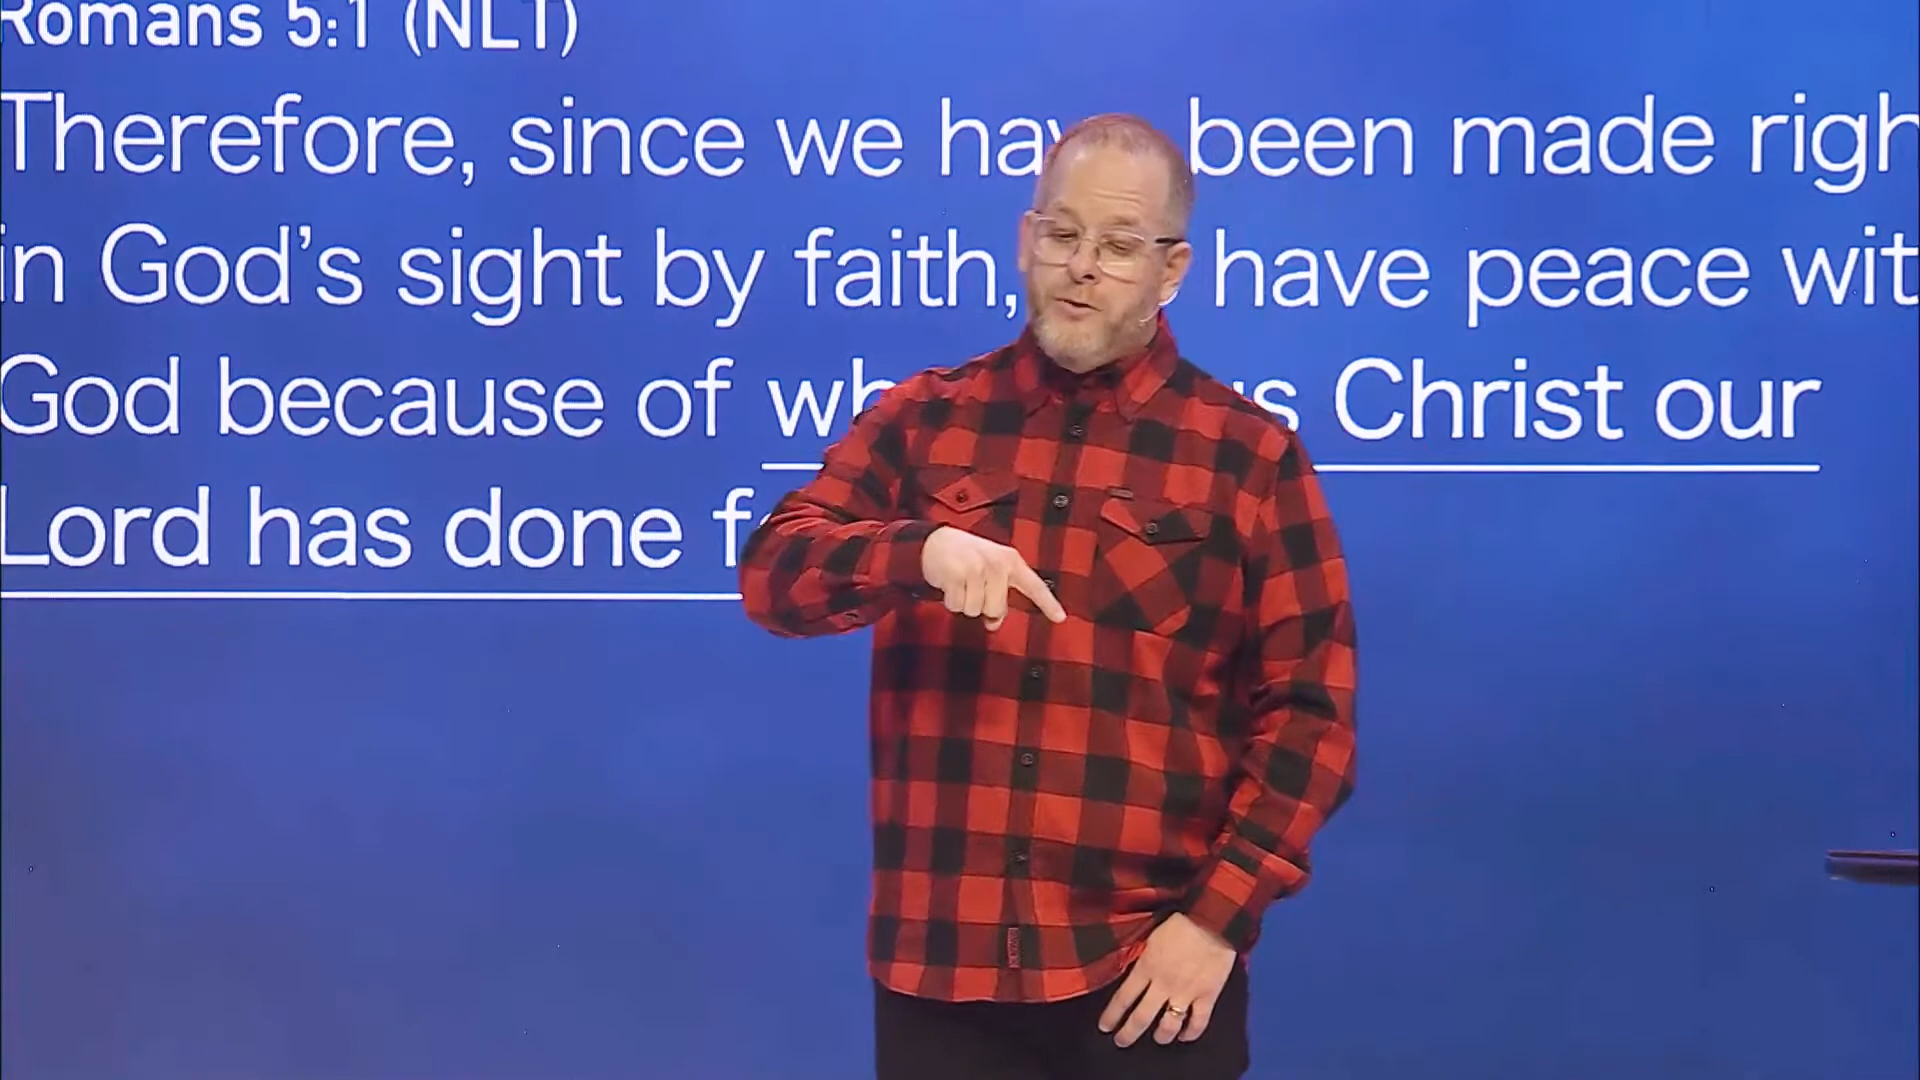 Romans 5:1 (NLT)
Therefore, since we hav been made righ
in God's sight by faith, have peace wit
God because of wh us Christ our
Lord has done f